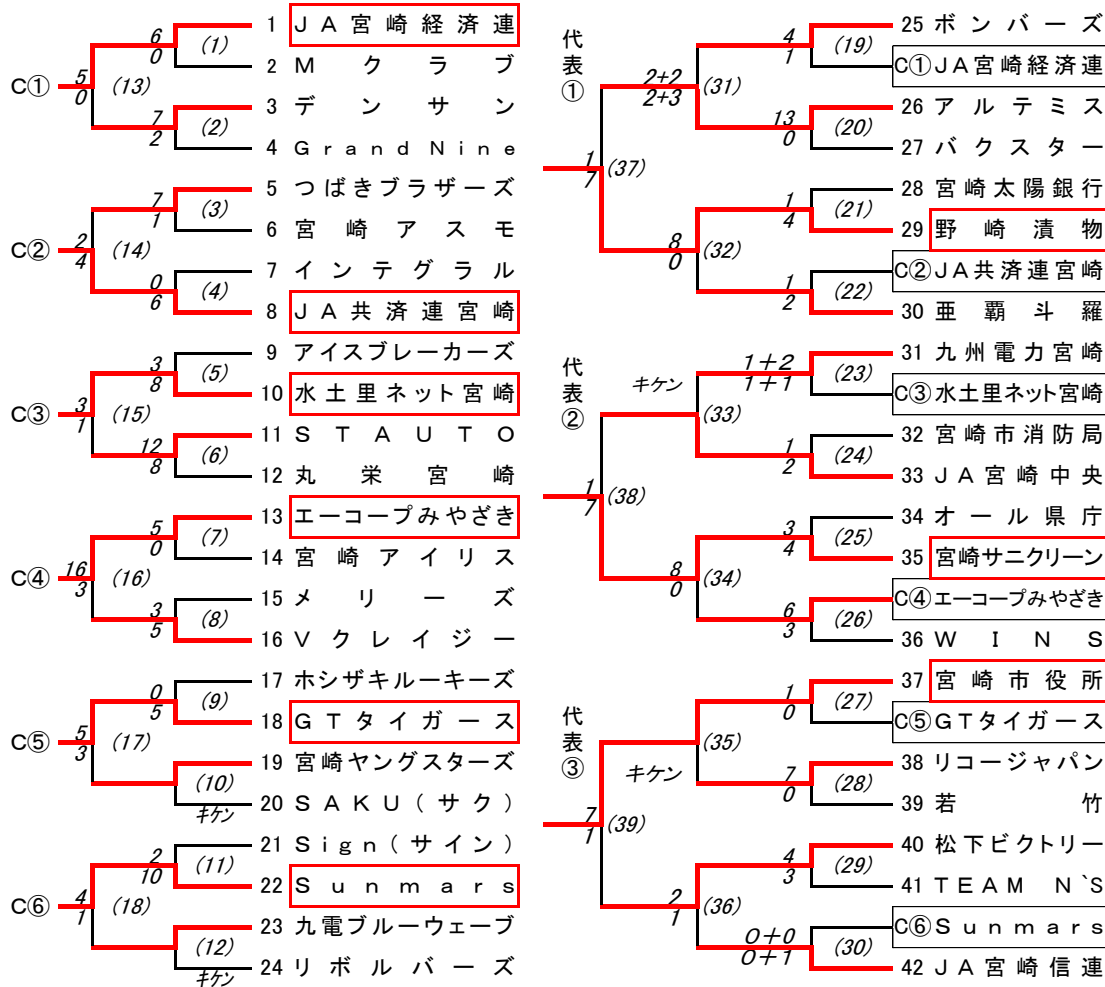 C①
5
0
(13)
6
0
(1)
1 JA宮崎経済連
2 Mクラブ
7
2
(2)
3 デンサン
4 Grand Nine
C②
2
4
(14)
7
1
(3)
5 つばきブラザーズ
6 宮崎アスモ
0
6
(4)
7 インテグラル
8 JA共済連宮崎
C③
3
1
(15)
3
8
(5)
9 アイスブレーカーズ
10 水土里ネット宮崎
12
8
(6)
11 STAUTO
12 丸栄宮崎
C④
16
3
(16)
5
0
(7)
13 エーコープみやざき
14 宮崎アイリス
3
5
(8)
15 メリーズ
16 Vクレイジー
C⑤
5
3
(17)
0
5
(9)
17 ホシザキルーキーズ
18 GTタイガース
(10)
キケン
19 宮崎ヤングスターズ
20 SAKU(サク)
C⑥
4
1
(18)
2
10
(11)
21 Sign(サイン)
22 Sunmars
(12)
キケン
23 九電ブルーウェーブ
24 リボルバーズ
代表①
1
7
(37)
2+2
2+3
(31)
4
1
(19)
25 ボンバーズ
C① JA宮崎経済連
13
0
(20)
26 アルテミス
27 バクスター
8
0
(32)
1
4
(21)
28 宮崎太陽銀行
29 野崎漬物
1
2
(22)
C② JA共済連宮崎
30 亜覇斗羅
代表②
1
7
(38)
キケン
(33)
1+2
1+1
(23)
31 九州電力宮崎
C③ 水土里ネット宮崎
1
2
(24)
32 宮崎市消防局
33 JA宮崎中央
8
0
(34)
3
4
(25)
34 オール県庁
35 宮崎サニクリーン
6
3
(26)
C④ エーコープみやざき
36 WINS
代表③
7
1
(39)
キケン
(35)
1
0
(27)
37 宮崎市役所
C⑤ GTタイガース
7
0
(28)
38 リコージャパン
39 若竹
2
1
(36)
4
3
(29)
40 松下ビクトリー
41 TEAM N`S
0+0
0+1
(30)
C⑥ Sunmars
42 JA宮崎信連